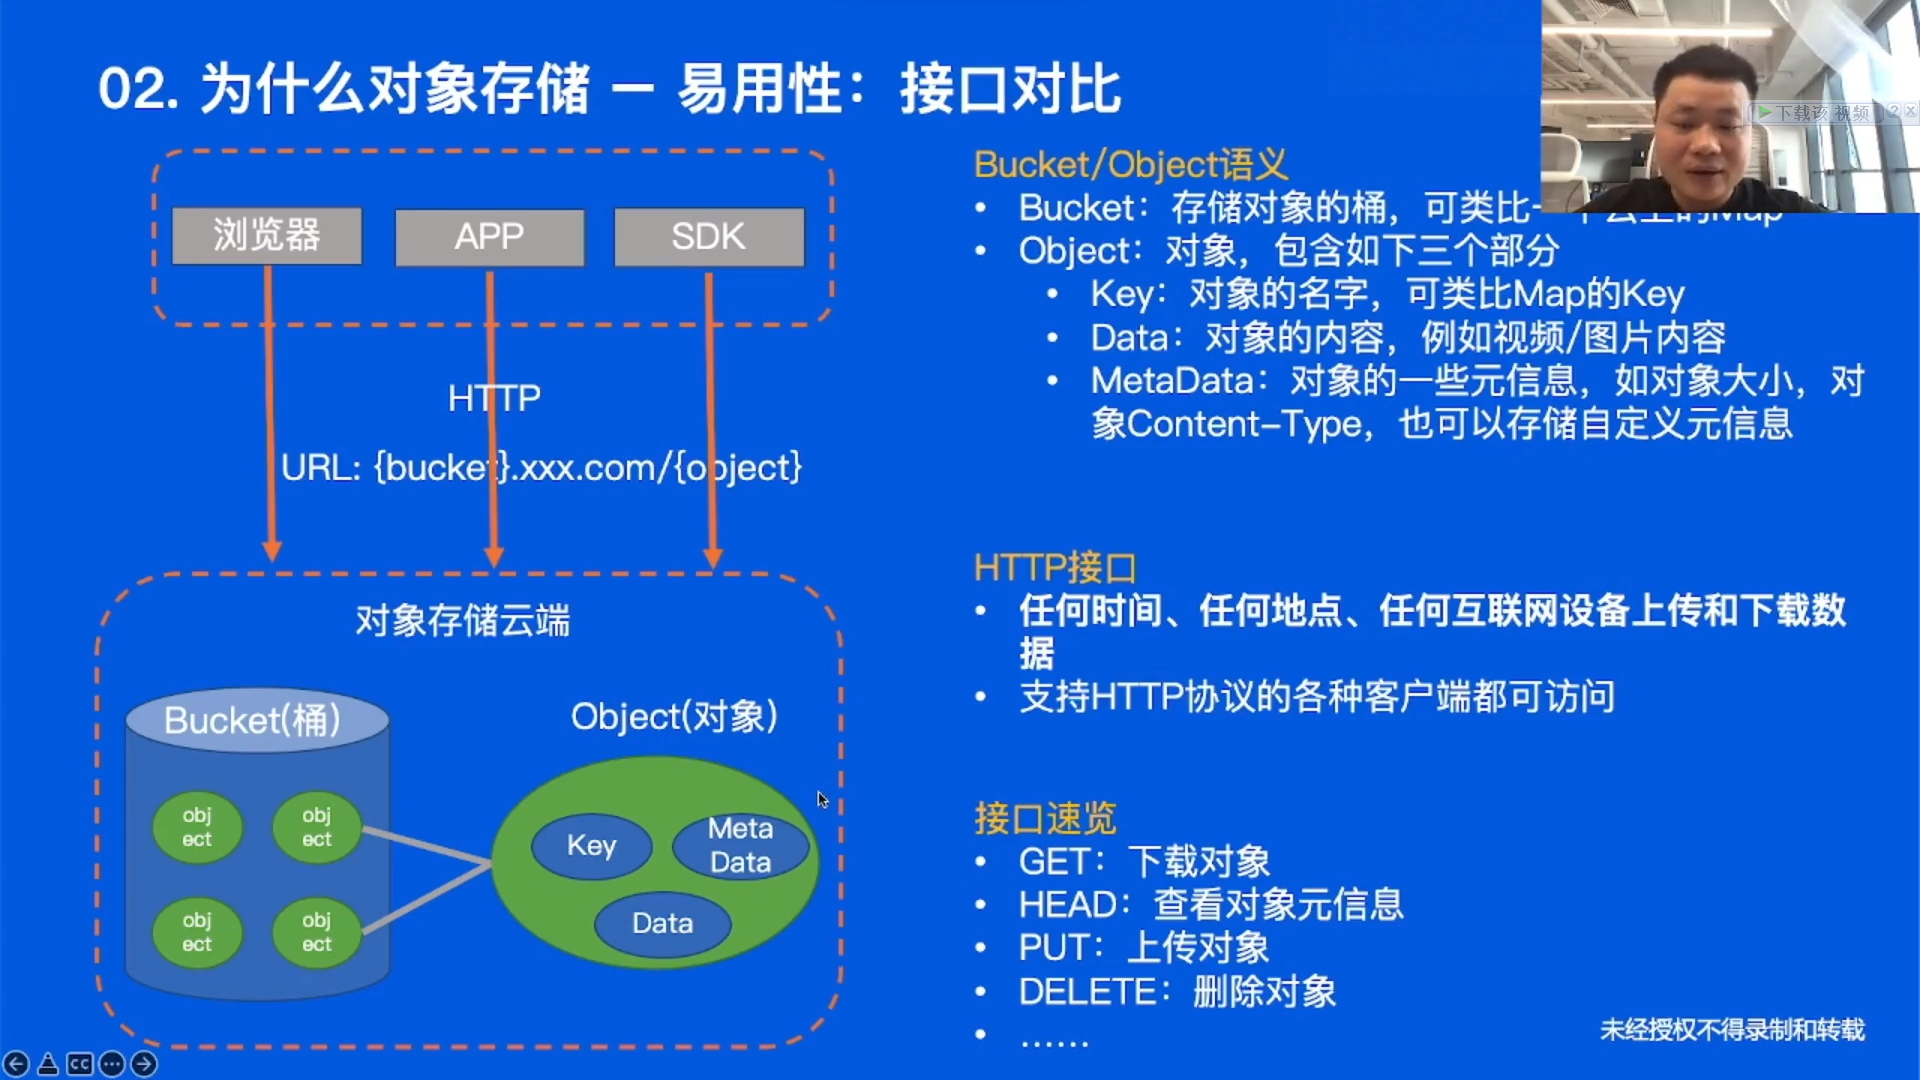 02. 为什么对象存储 — 易用性：接口对比
下载该 视频
浏览器
APP
SDK
HTTP
URL: {bucket}.xxx.com/{object}
对象存储云端
Bucket(桶)
obj
ect
obj
ect
obj
ect
obj
ect
Object(对象)
Key
Meta
Data
Data
Bucket/Object语义
• Bucket：存储对象的桶，可类比一个云上的Map
• Object：对象，包含如下三个部分
• Key：对象的名字，可类比Map的Key
• Data：对象的内容，例如视频/图片内容
• MetaData：对象的一些元信息，如对象大小，对
象Content-Type，也可以存储自定义元信息
HTTP接口
• 任何时间、任何地点、任何互联网设备上传和下载数
据
• 支持HTTP协议的各种客户端都可访问
接口速览
• GET：下载对象
• HEAD：查看对象元信息
• PUT：上传对象
• DELETE：删除对象
• ……
未经授权不得录制和转载
CC